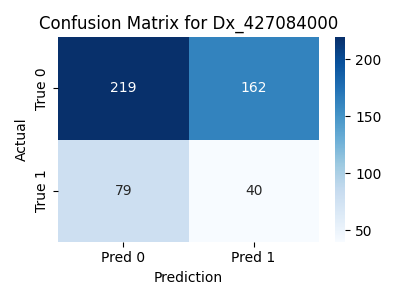 Confusion Matrix for Dx_427084000
Actual
True 0
219
162
True 1
79
40
Pred 0
Pred 1
Prediction
200
150
100
50